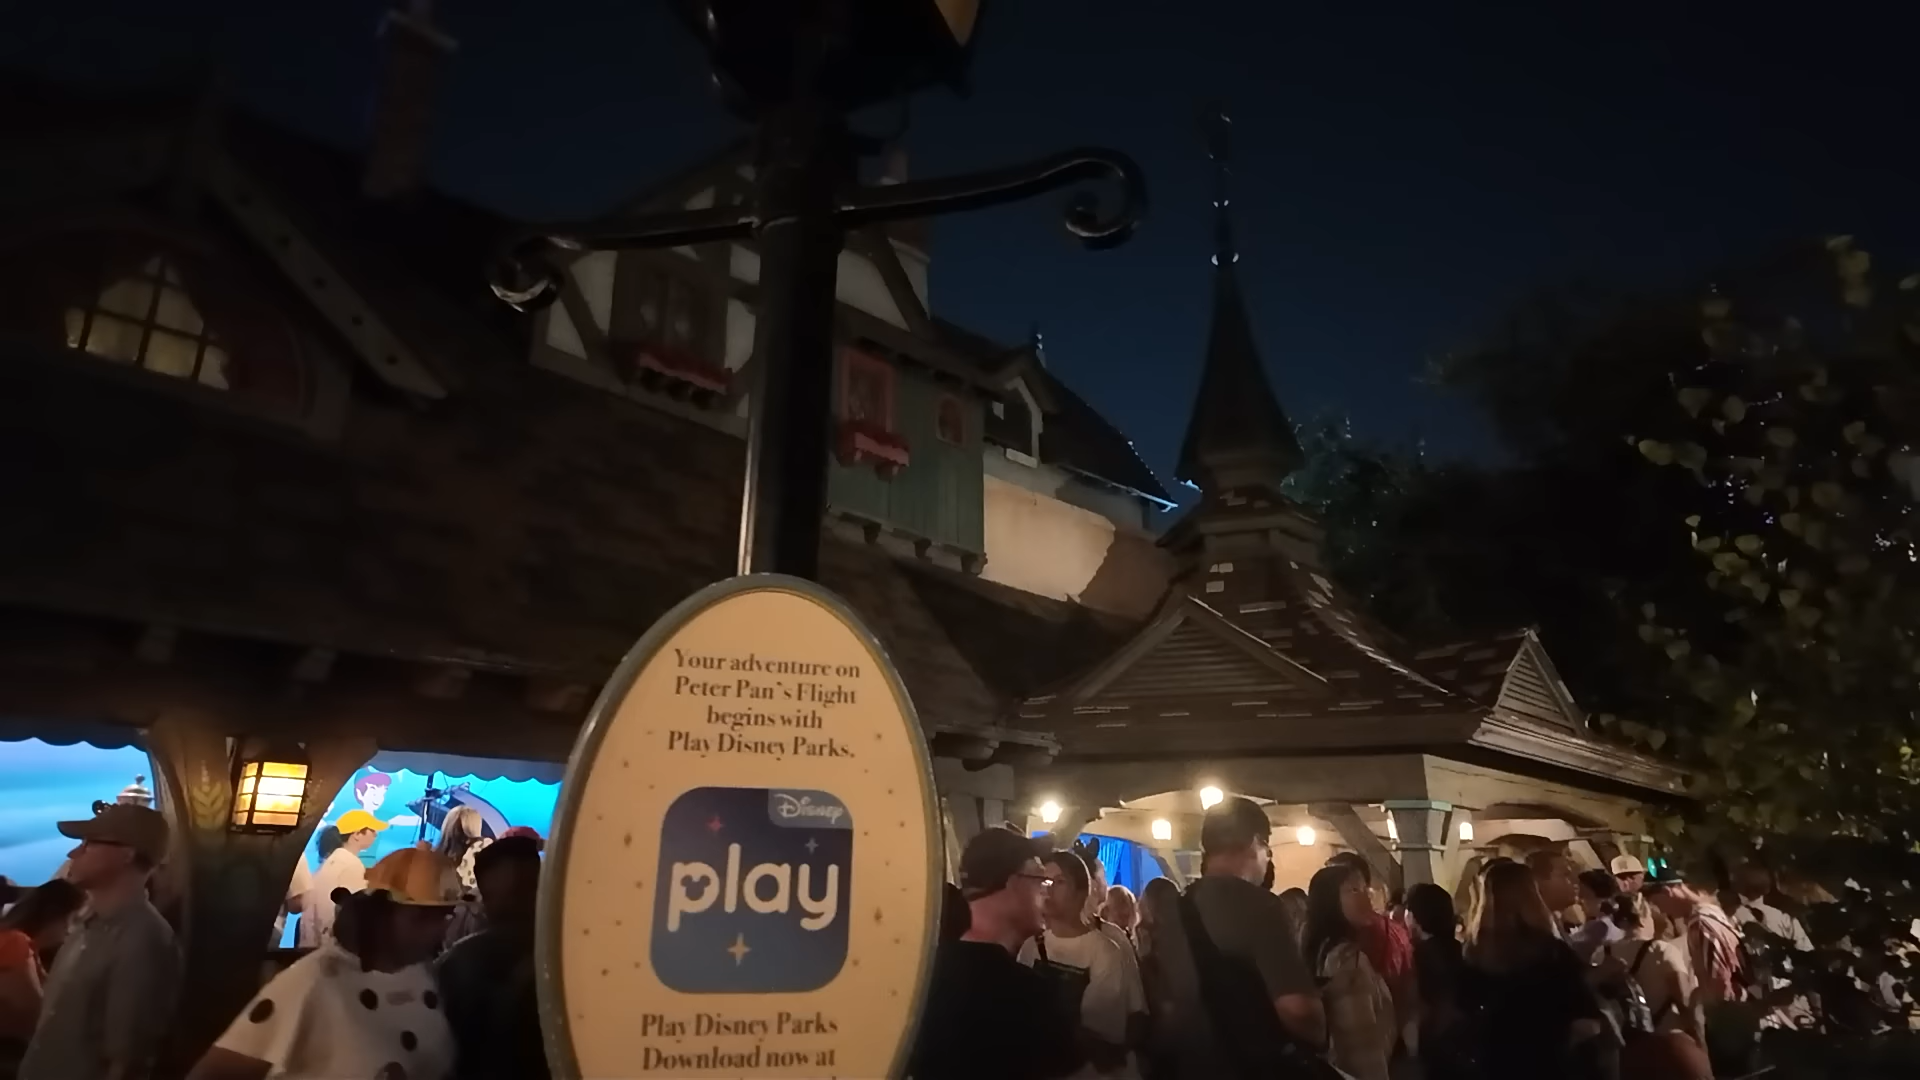 Your adventure on
Peter Pan's Flight
begins with
Play Disney Parks.
Disney
play
Play Disney Parks
Download now at